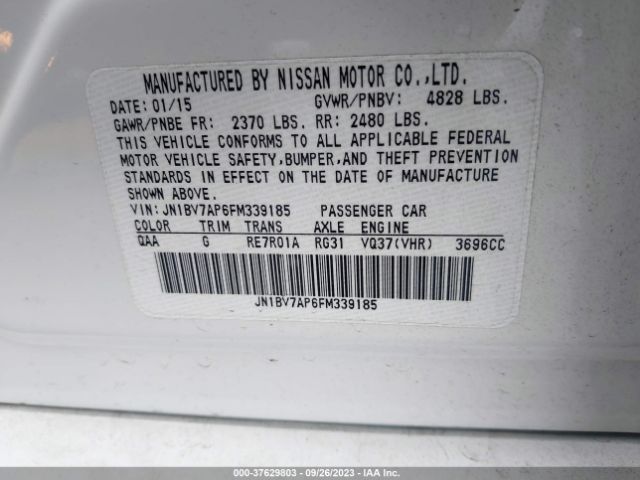 MANUFACTURED BY NISSAN MOTOR CO.,LTD.
DATE: 01/15 GVWR/PNBV: 4828 LBS.
GAWR/PNBE FR: 2370 LBS. RR: 2480 LBS.
THIS VEHICLE CONFORMS TO ALL APPLICABLE FEDERAL
MOTOR VEHICLE SAFETY,BUMPER,AND THEFT PREVENTION
STANDARDS IN EFFECT ON THE DATE OF MANUFACTURE
SHOWN ABOVE.
VIN: JN1BV7AP6FM339185 PASSENGER CAR
COLOR TRIM TRANS AXLE ENGINE
QAA G RE7R01A RG31 VQ37(VHR) 3696CC
JN1BV7AP6FM339185
000-37629803 - 09/26/2023 - IAA Inc.